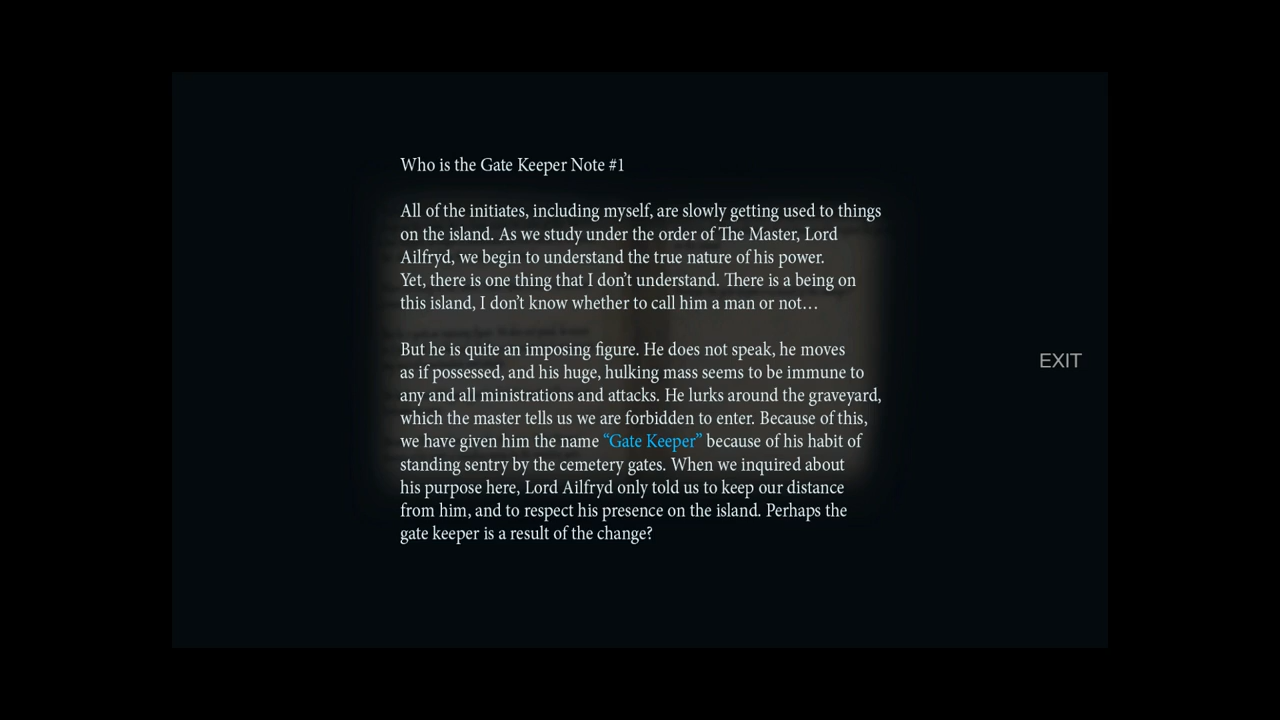 Who is the Gate Keeper Note #1
All of the initiates, including myself, are slowly getting used to things
on the island. As we study under the order of The Master, Lord
Ailfryd, we begin to understand the true nature of his power.
Yet, there is one thing that I don’t understand. There is a being on
this island, I don’t know whether to call him a man or not…
But he is quite an imposing figure. He does not speak, he moves
as if possessed, and his huge, hulking mass seems to be immune to
any and all ministrations and attacks. He lurks around the graveyard,
which the master tells us we are forbidden to enter. Because of this,
we have given him the name “Gate Keeper” because of his habit of
standing sentry by the cemetery gates. When we inquired about
his purpose here, Lord Ailfryd only told us to keep our distance
from him, and to respect his presence on the island. Perhaps the
gate keeper is a result of the change?
EXIT